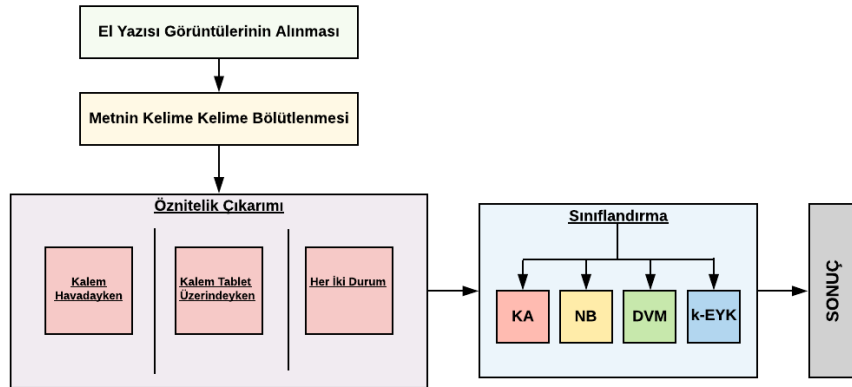 El Yazısı Görüntülerinin Alınması
Metnin Kelime Kelime Bölütlenmesi
Öznitelik Çıkarımı
Kalem
Havadayken
Kalem Tablet
Üzerindeyken
Her İki Durum
Sınıflandırma
KA
NB
DVM
k-EYK
SONUÇ